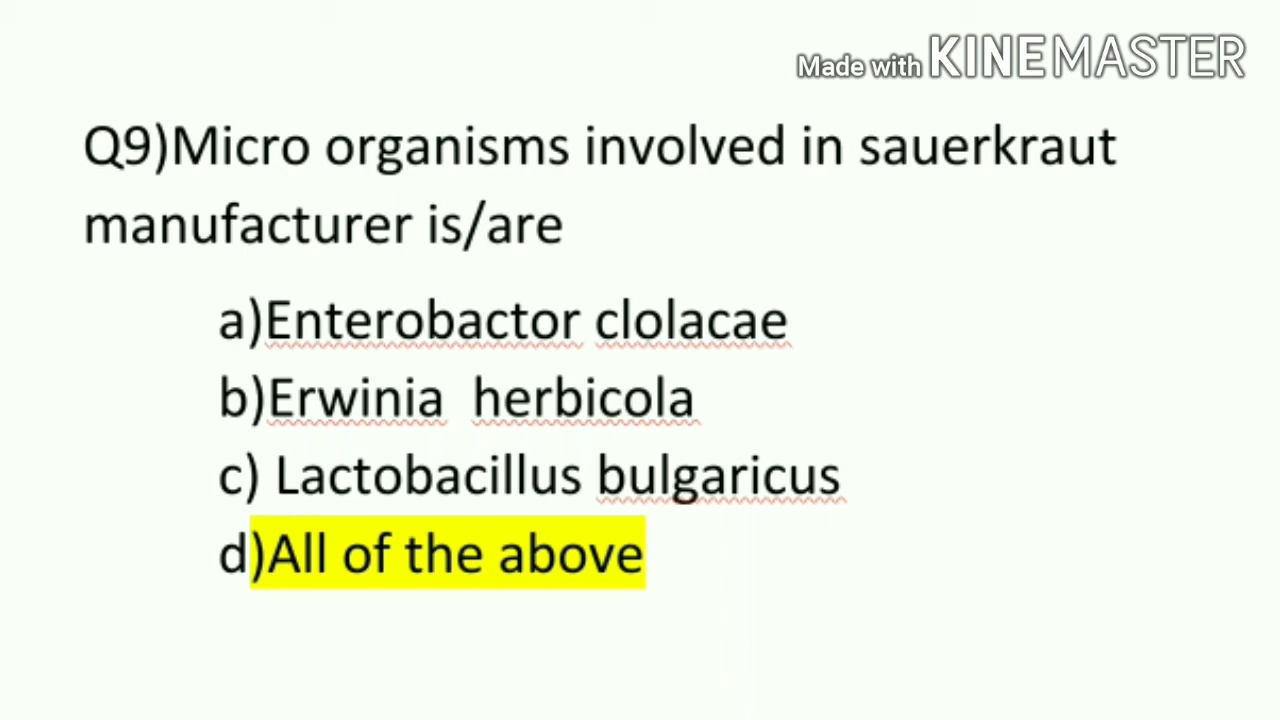 Made with KINEMASTER
Q9)Micro organisms involved in sauerkraut
manufacturer is/are
a)Enterobactor clolacae
b)Erwinia herbicola
c) Lactobacillus bulgaricus
d)All of the above